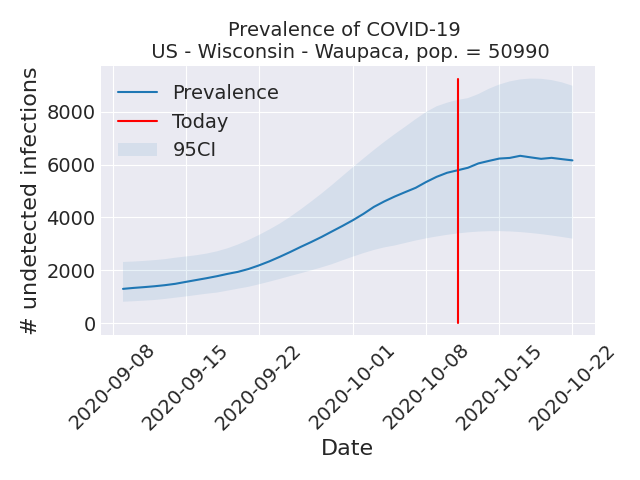 Prevalence of COVID-19
US - Wisconsin - Waupaca, pop. = 50990
# undetected infections
8000
6000
4000
2000
0
Prevalence
Today
95CI
2020-09-08
2020-09-15
2020-09-22
2020-10-01
2020-10-08
2020-10-15
2020-10-22
Date